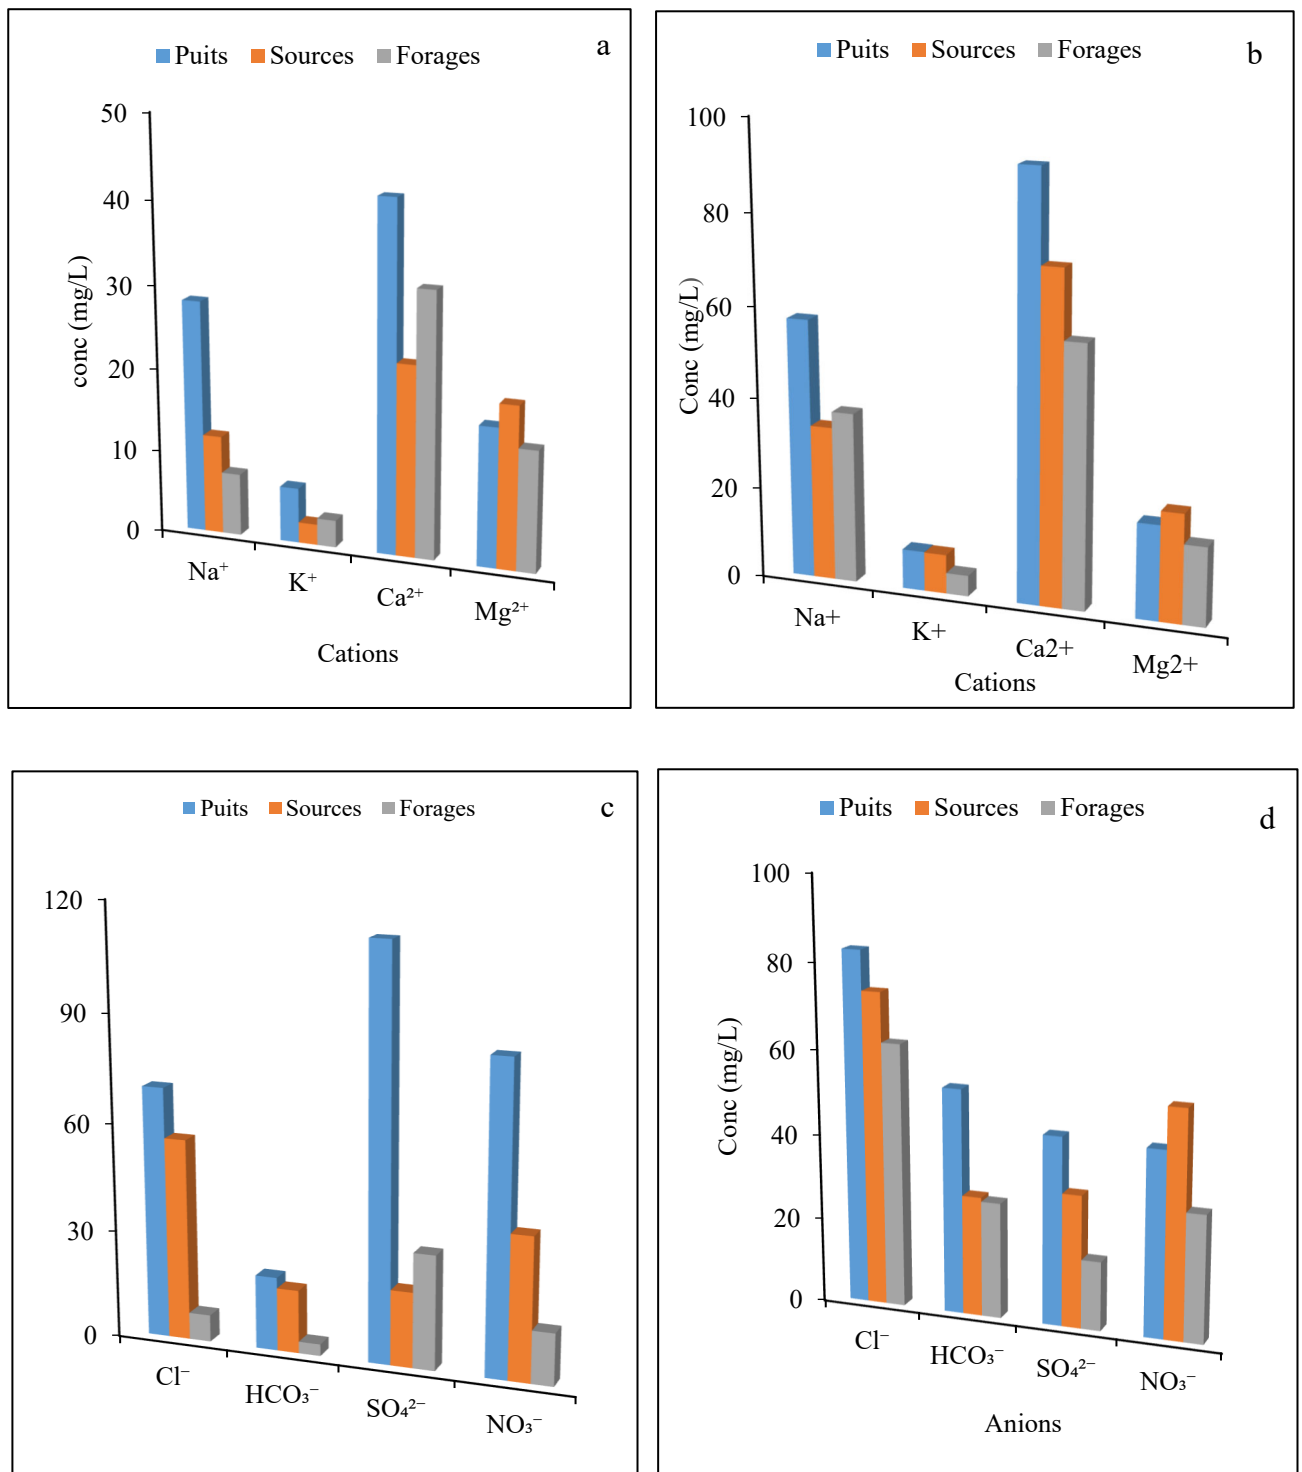 Puits Sources Forages
a
50
40
30
20
10
0
conc (mg/L)
Na⁺ K⁺ Ca²⁺ Mg²⁺
Cations
Puits Sources Forages
b
100
80
60
40
20
0
Conc (mg/L)
Na+ K+ Ca2+ Mg2+
Cations
Puits Sources Forages
c
120
90
60
30
0
Cl⁻ HCO₃⁻ SO₄²⁻ NO₃⁻
Puits Sources Forages
d
100
80
60
40
20
0
Conc (mg/L)
Cl⁻ HCO₃⁻ SO₄²⁻ NO₃⁻
Anions